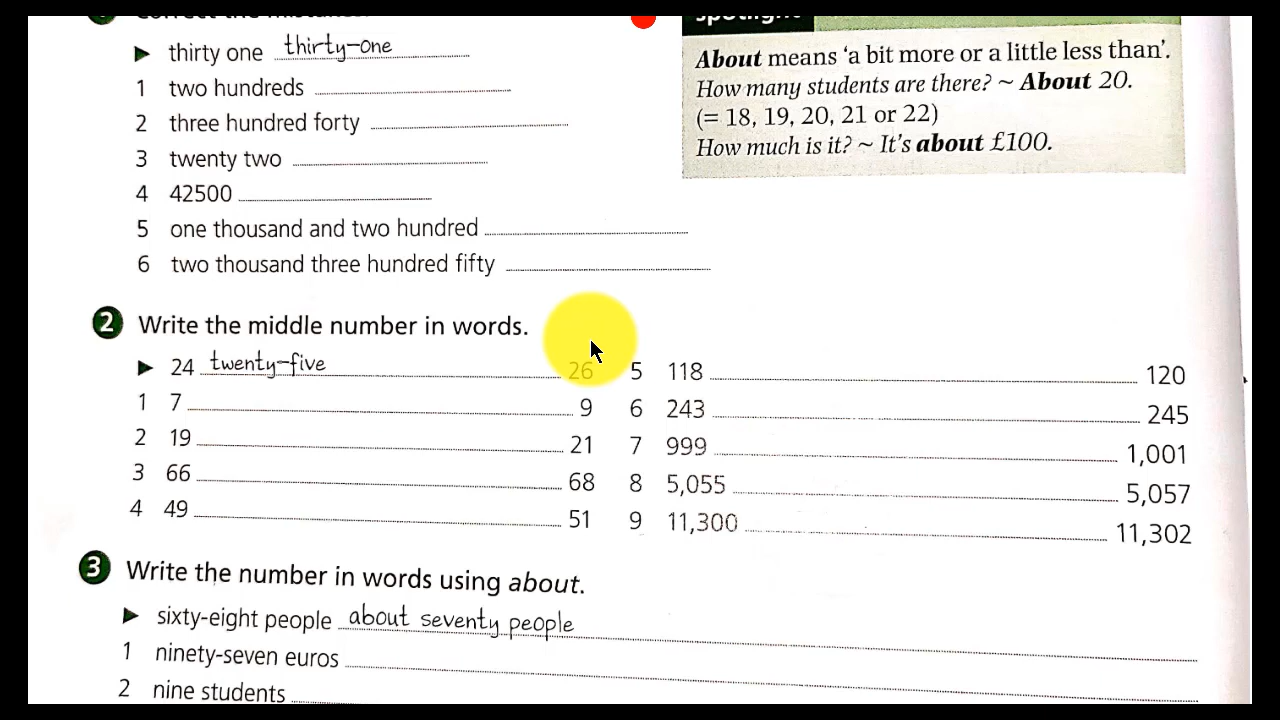 ▶ thirty one thirty-one
1 two hundreds
2 three hundred forty
3 twenty two
4 42500
5 one thousand and two hundred
6 two thousand three hundred fifty
spotlight
About means ‘a bit more or a little less than’.
How many students are there? ~ About 20.
(= 18, 19, 20, 21 or 22)
How much is it? ~ It's about £100.
2 Write the middle number in words.
▶ 24 twenty-five 26
1 7 9
2 19 21
3 66 68
4 49 51
5 118 120
6 243 245
7 999 1,001
8 5,055 5,057
9 11,300 11,302
3 Write the number in words using about.
▶ sixty-eight people about seventy people
1 ninety-seven euros
2 nine students